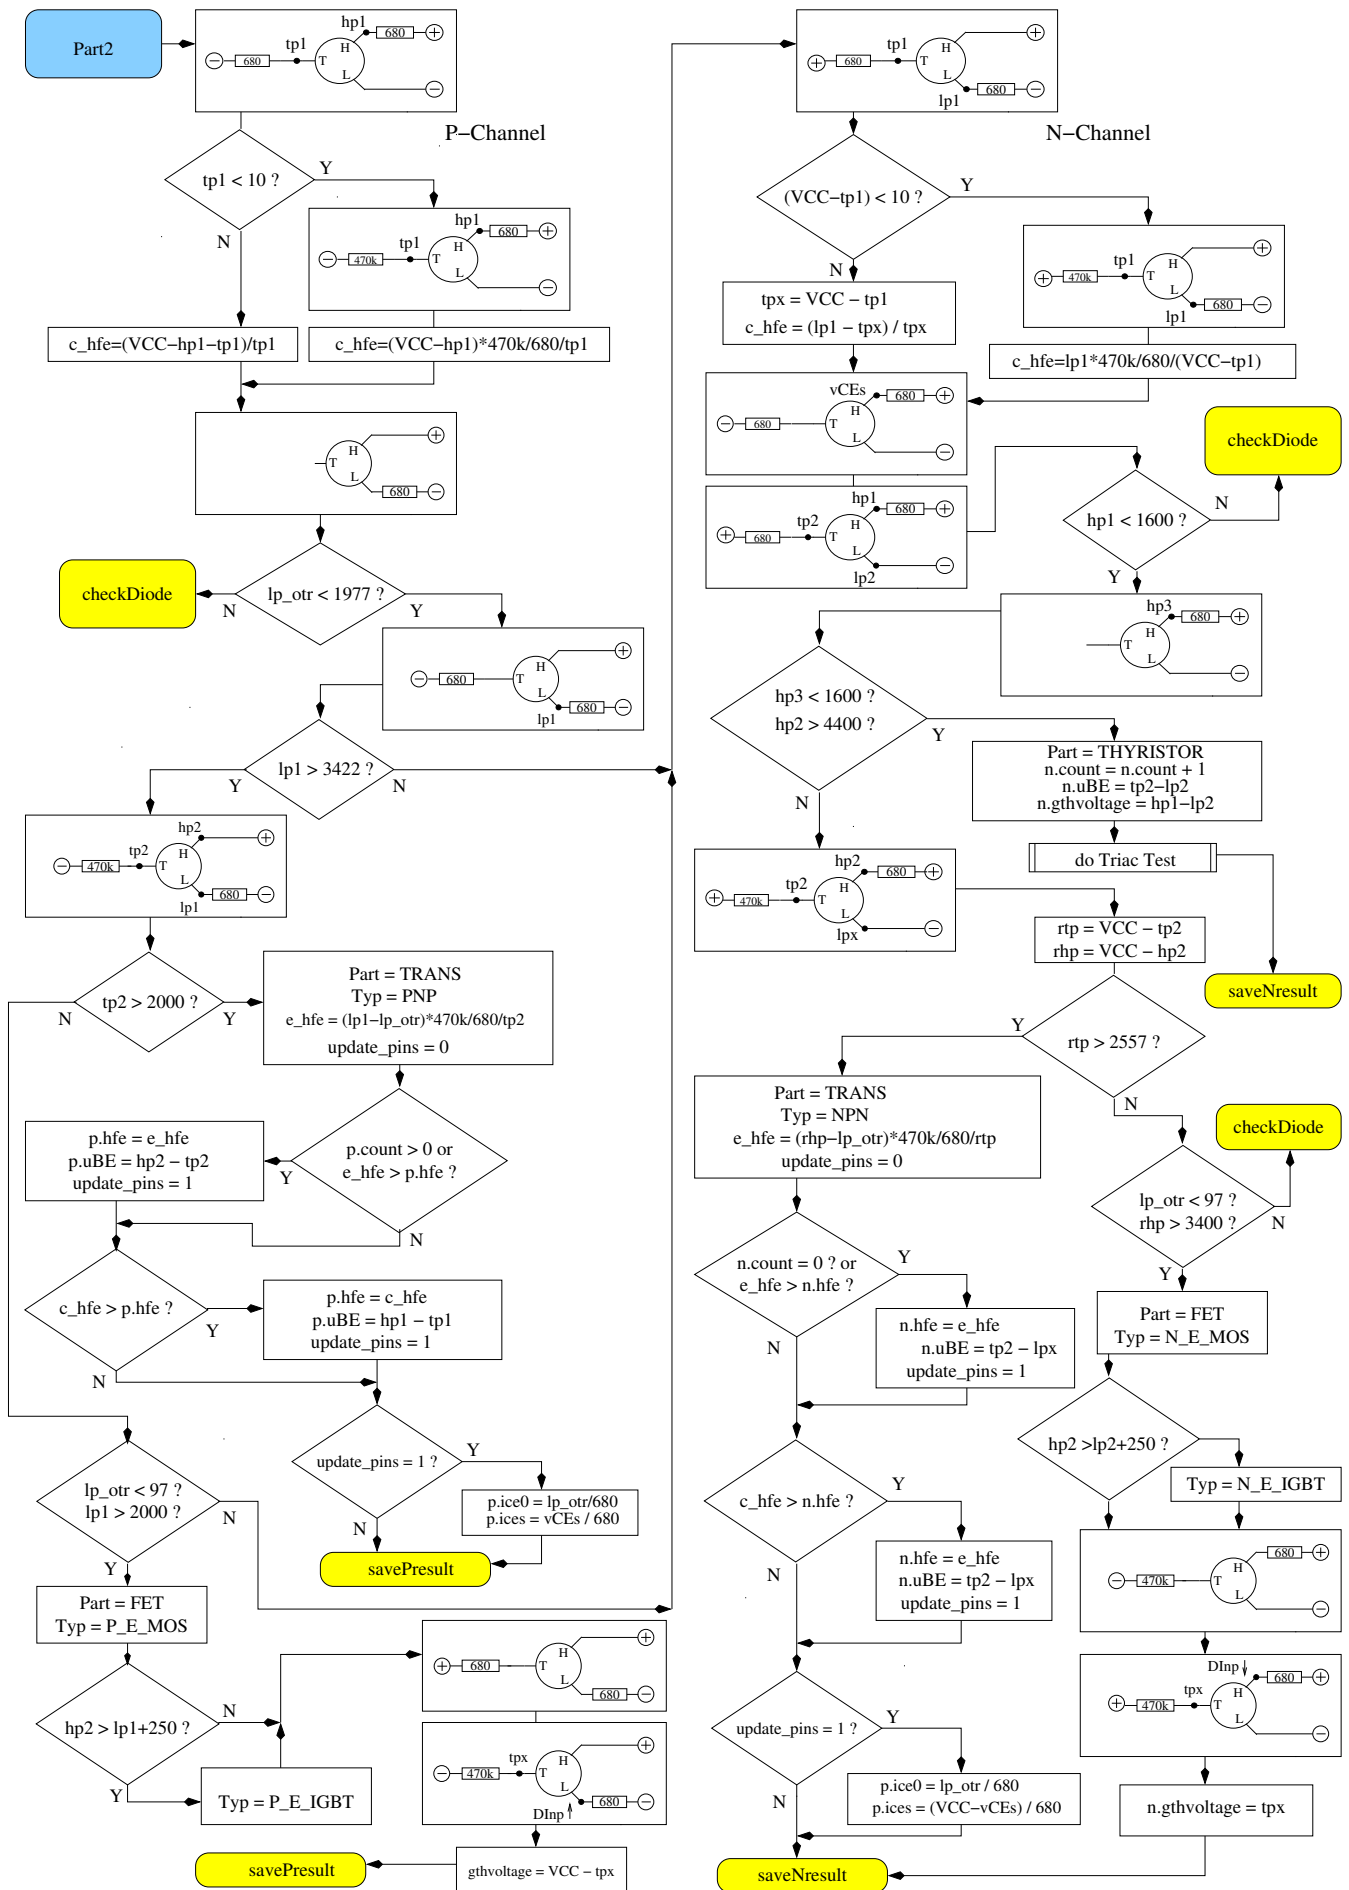 Part2
hp1
680
+
tp1
H
−
680
T
L
−
P−Channel
tp1 < 10 ?
Y
N
hp1
680
+
tp1
H
−
470k
T
L
−
c_hfe=(VCC−hp1−tp1)/tp1
c_hfe=(VCC−hp1)*470k/680/tp1
+
H
T
L
680
−
checkDiode
N
lp_otr < 1977 ?
Y
+
H
−
680
T
L
680
−
lp1
lp1 > 3422 ?
Y
N
hp2
+
tp2
H
−
470k
T
L
680
−
lp1
tp2 > 2000 ?
N
Y
Part = TRANS
Typ = PNP
e_hfe = (lp1−lp_otr)*470k/680/tp2
update_pins = 0
p.count > 0 or
e_hfe > p.hfe ?
Y
N
p.hfe = e_hfe
p.uBE = hp2 − tp2
update_pins = 1
c_hfe > p.hfe ?
Y
N
p.hfe = c_hfe
p.uBE = hp1 − tp1
update_pins = 1
update_pins = 1 ?
Y
N
p.ice0 = lp_otr/680
p.ices = vCEs / 680
savePresult
lp_otr < 97 ?
lp1 > 2000 ?
N
Y
Part = FET
Typ = P_E_MOS
hp2 > lp1+250 ?
N
Y
Typ = P_E_IGBT
+
H
+
680
T
L
680
−
+
tpx
H
−
470k
T
L
680
−
DInp
gthvoltage = VCC − tpx
savePresult
+
tp1
H
+
680
T
L
680
−
lp1
N−Channel
(VCC−tp1) < 10 ?
Y
N
+
tp1
H
+
470k
T
L
680
−
lp1
tpx = VCC − tp1
c_hfe = (lp1 − tpx) / tpx
c_hfe=lp1*470k/680/(VCC−tp1)
vCEs
680
+
H
−
680
T
L
−
hp1
680
+
tp2
H
+
680
T
L
−
lp2
checkDiode
hp1 < 1600 ?
N
Y
hp3
680
+
H
T
L
−
hp3 < 1600 ?
hp2 > 4400 ?
Y
N
Part = THYRISTOR
n.count = n.count + 1
n.uBE = tp2−lp2
n.gthvoltage = hp1−lp2
do Triac Test
saveNresult
hp2
680
+
tp2
H
+
470k
T
L
−
lpx
rtp = VCC − tp2
rhp = VCC − hp2
rtp > 2557 ?
Y
N
Part = TRANS
Typ = NPN
e_hfe = (rhp−lp_otr)*470k/680/rtp
update_pins = 0
n.count = 0 ? or
e_hfe > n.hfe ?
Y
N
n.hfe = e_hfe
n.uBE = tp2 − lpx
update_pins = 1
c_hfe > n.hfe ?
Y
N
n.hfe = e_hfe
n.uBE = tp2 − lpx
update_pins = 1
update_pins = 1 ?
Y
N
p.ice0 = lp_otr / 680
p.ices = (VCC−vCEs) / 680
saveNresult
checkDiode
lp_otr < 97 ?
rhp > 3400 ?
N
Y
Part = FET
Typ = N_E_MOS
hp2 >lp2+250 ?
Y
N
Typ = N_E_IGBT
680
+
H
−
470k
T
L
−
DInp
680
+
tpx
H
+
470k
T
L
−
n.gthvoltage = tpx